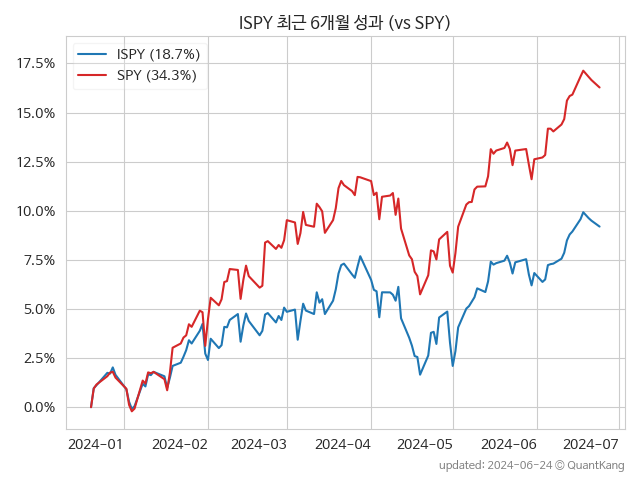 ISPY 최근 6개월 성과 (vs SPY)
ISPY (18.7%)
SPY (34.3%)
17.5%
15.0%
12.5%
10.0%
7.5%
5.0%
2.5%
0.0%
2024-01 2024-02 2024-03 2024-04 2024-05 2024-06 2024-07
updated: 2024-06-24 © QuantKang